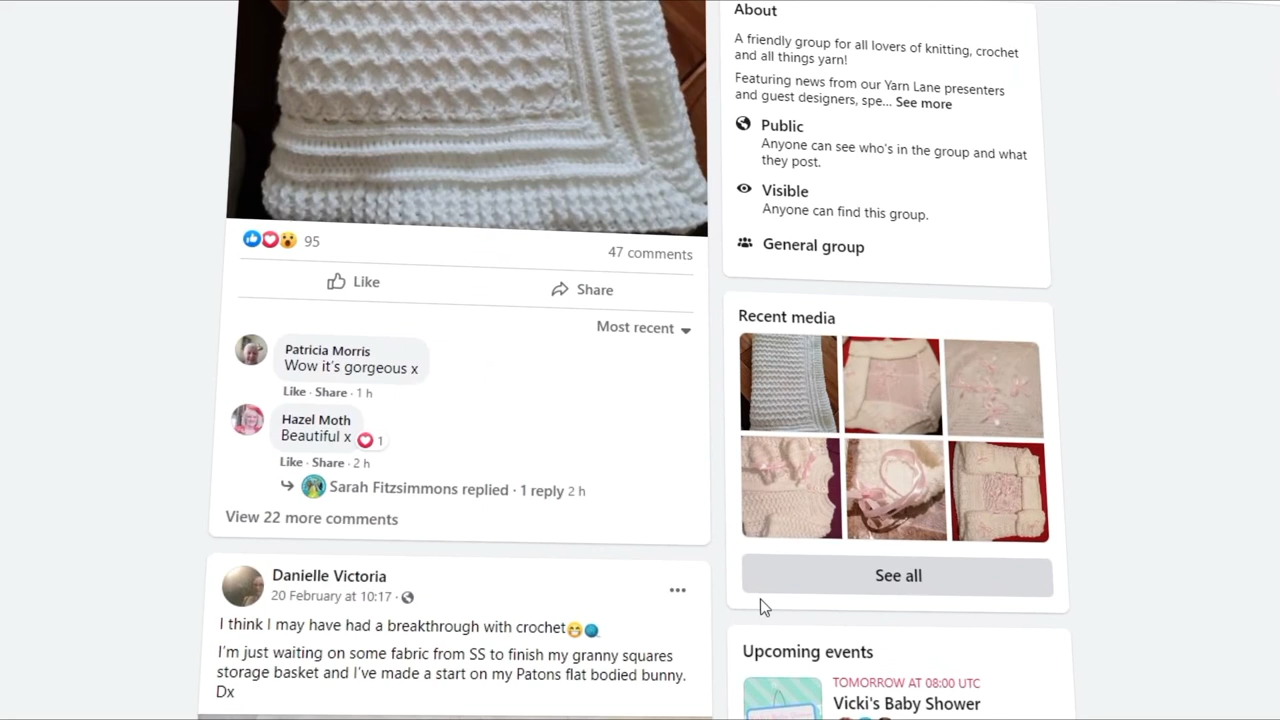 95
47 comments
Like
Share
Most recent
Patricia Morris
Wow it's gorgeous x
Like · Share · 1 h
Hazel Moth
Beautiful x
1
Like · Share · 2 h
Sarah Fitzsimmons replied · 1 reply 2 h
View 22 more comments
Danielle Victoria
20 February at 10:17 ·
I think I may have had a breakthrough with crochet
I'm just waiting on some fabric from SS to finish my granny squares
storage basket and I've made a start on my Patons flat bodied bunny.
Dx
About
A friendly group for all lovers of knitting, crochet
and all things yarn!
Featuring news from our Yarn Lane presenters
and guest designers, spe... See more
Public
Anyone can see who's in the group and what
they post.
Visible
Anyone can find this group.
General group
Recent media
See all
Upcoming events
TOMORROW AT 08:00 UTC
Vicki's Baby Shower